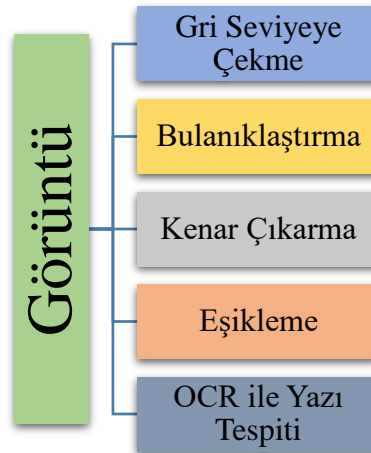 Görüntü
Gri Seviyeye
Çekme
Bulanıklaştırma
Kenar Çıkarma
Eşikleme
OCR ile Yazı
Tespiti